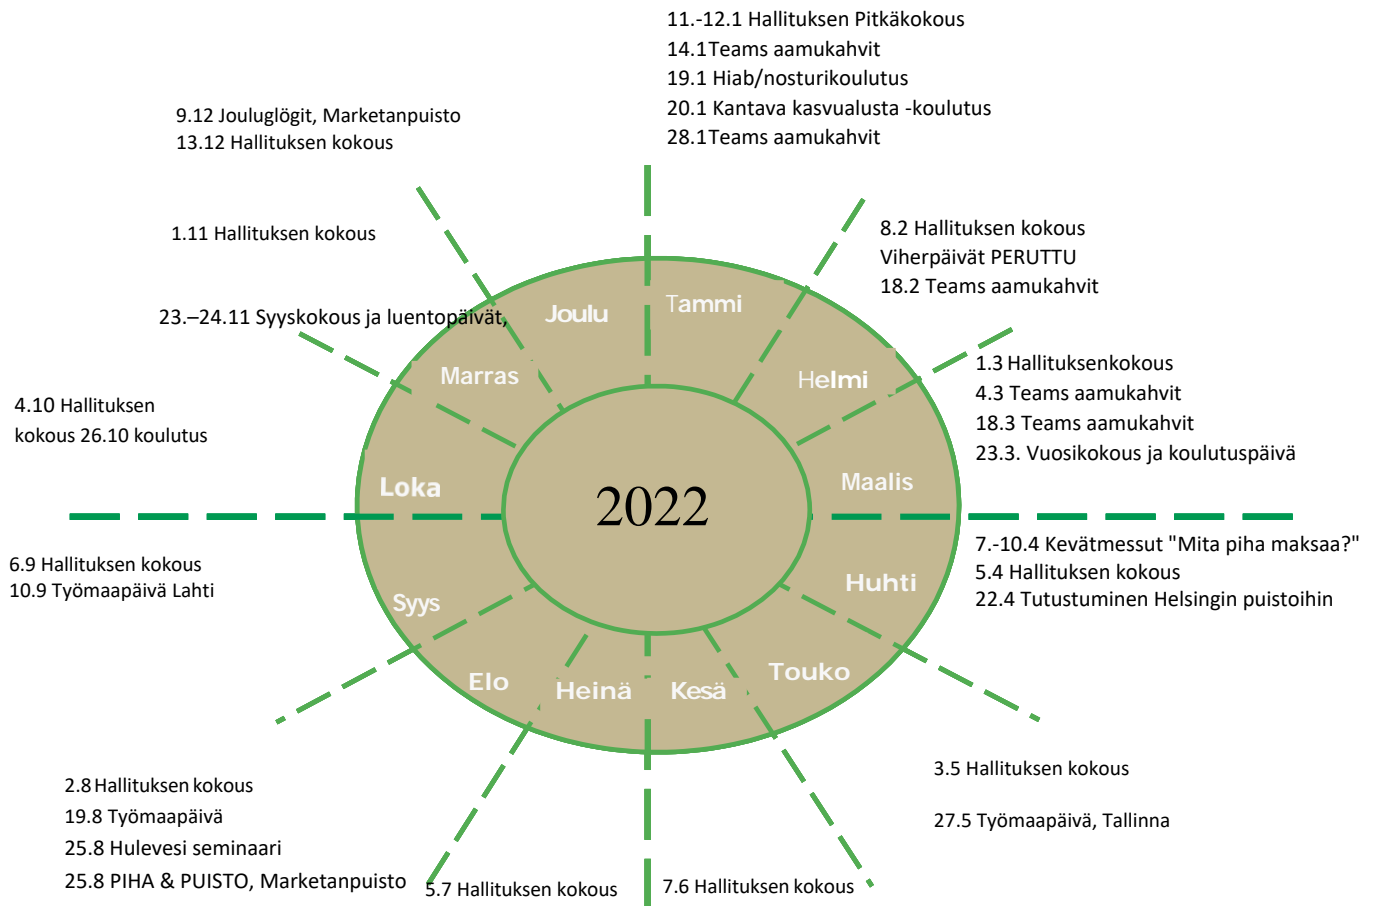 11.-12.1 Hallituksen Pitkäkokous
14.1Teams aamukahvit
19.1 Hiab/nosturikoulutus
20.1 Kantava kasvualusta -koulutus
28.1Teams aamukahvit
9.12 Jouluglögit, Marketanpuisto
13.12 Hallituksen kokous
8.2 Hallituksen kokous
Viherpäivät PERUTTU
18.2 Teams aamukahvit
1.11 Hallituksen kokous
23.–24.11 Syyskokous ja luentopäivät,
Joulu
Tammi
Marras
Helmi
1.3 Hallituksenkokous
4.3 Teams aamukahvit
18.3 Teams aamukahvit
23.3. Vuosikokous ja koulutuspäivä
4.10 Hallituksen
kokous 26.10 koulutus
Loka
Maalis
2022
6.9 Hallituksen kokous
10.9 Työmaapäivä Lahti
7.-10.4 Kevätmessut "Mita piha maksaa?"
5.4 Hallituksen kokous
22.4 Tutustuminen Helsingin puistoihin
Huhti
Syys
Elo
Heinä
Kesä
Touko
2.8 Hallituksen kokous
19.8 Työmaapäivä
25.8 Hulevesi seminaari
25.8 PIHA & PUISTO, Marketanpuisto
3.5 Hallituksen kokous
27.5 Työmaapäivä, Tallinna
5.7 Hallituksen kokous
7.6 Hallituksen kokous